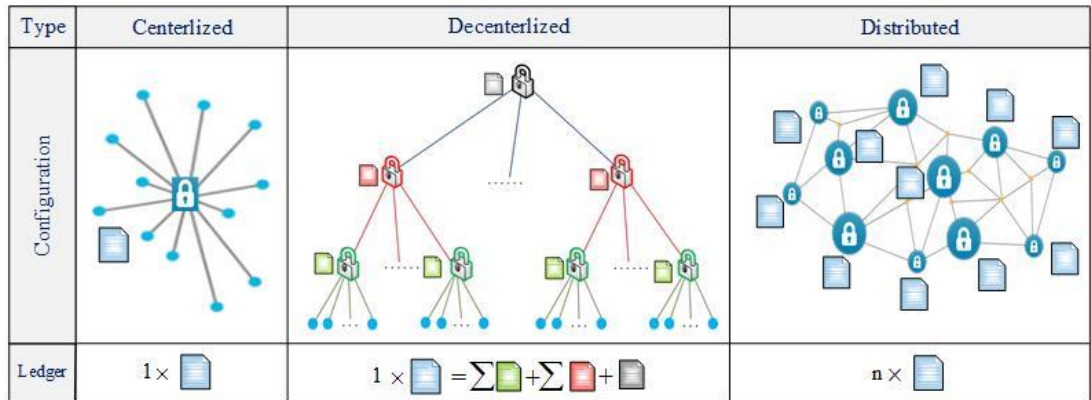 Type
Centerlized
Decenterlized
Distributed
Configuration
......
......
......
...
...
...
...
Ledger
1 ×
1 × = ∑ + ∑ +
n ×